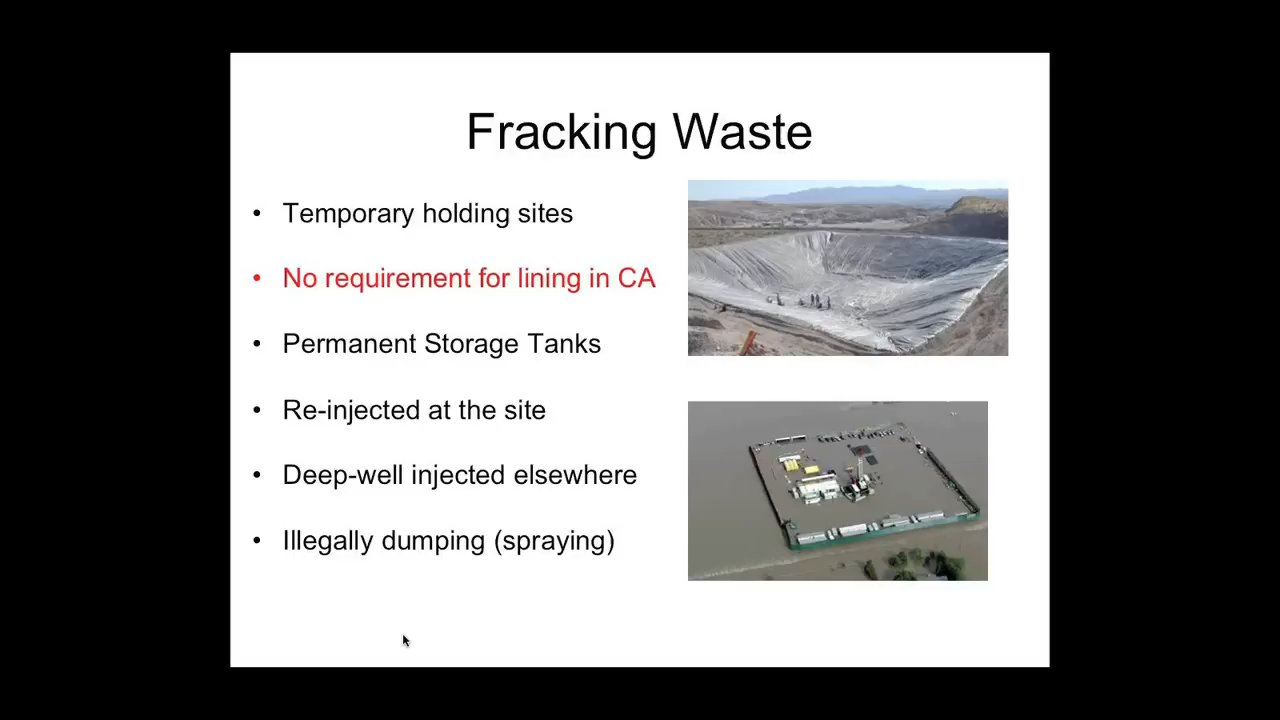 Fracking Waste
• Temporary holding sites
• No requirement for lining in CA
• Permanent Storage Tanks
• Re-injected at the site
• Deep-well injected elsewhere
• Illegally dumping (spraying)